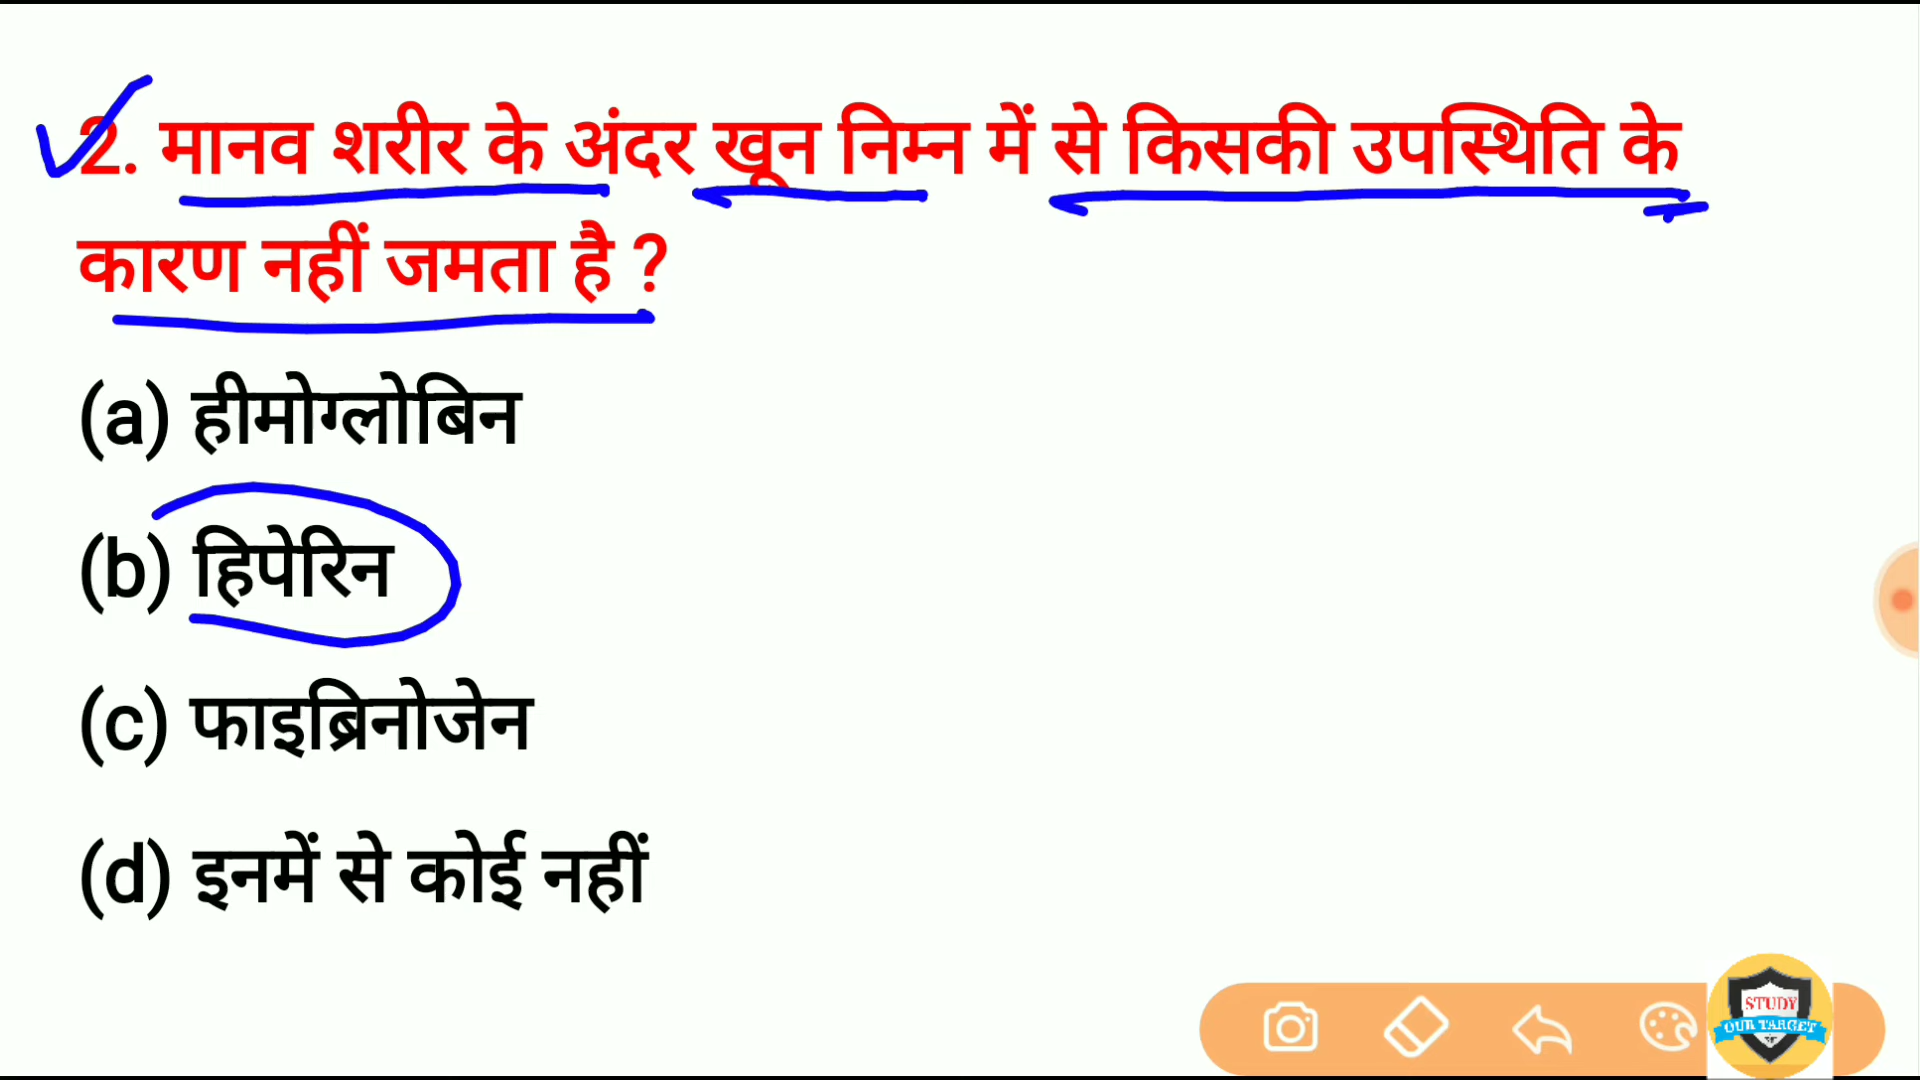 2. मानव शरीर के अंदर खून निम्न में से किसकी उपस्थिति के
कारण नहीं जमता है ?
(a) हीमोग्लोबिन
(b) हिपेरिन
(c) फाइब्रिनोजेन
(d) इनमें से कोई नहीं
STUDY
OUR TARGET